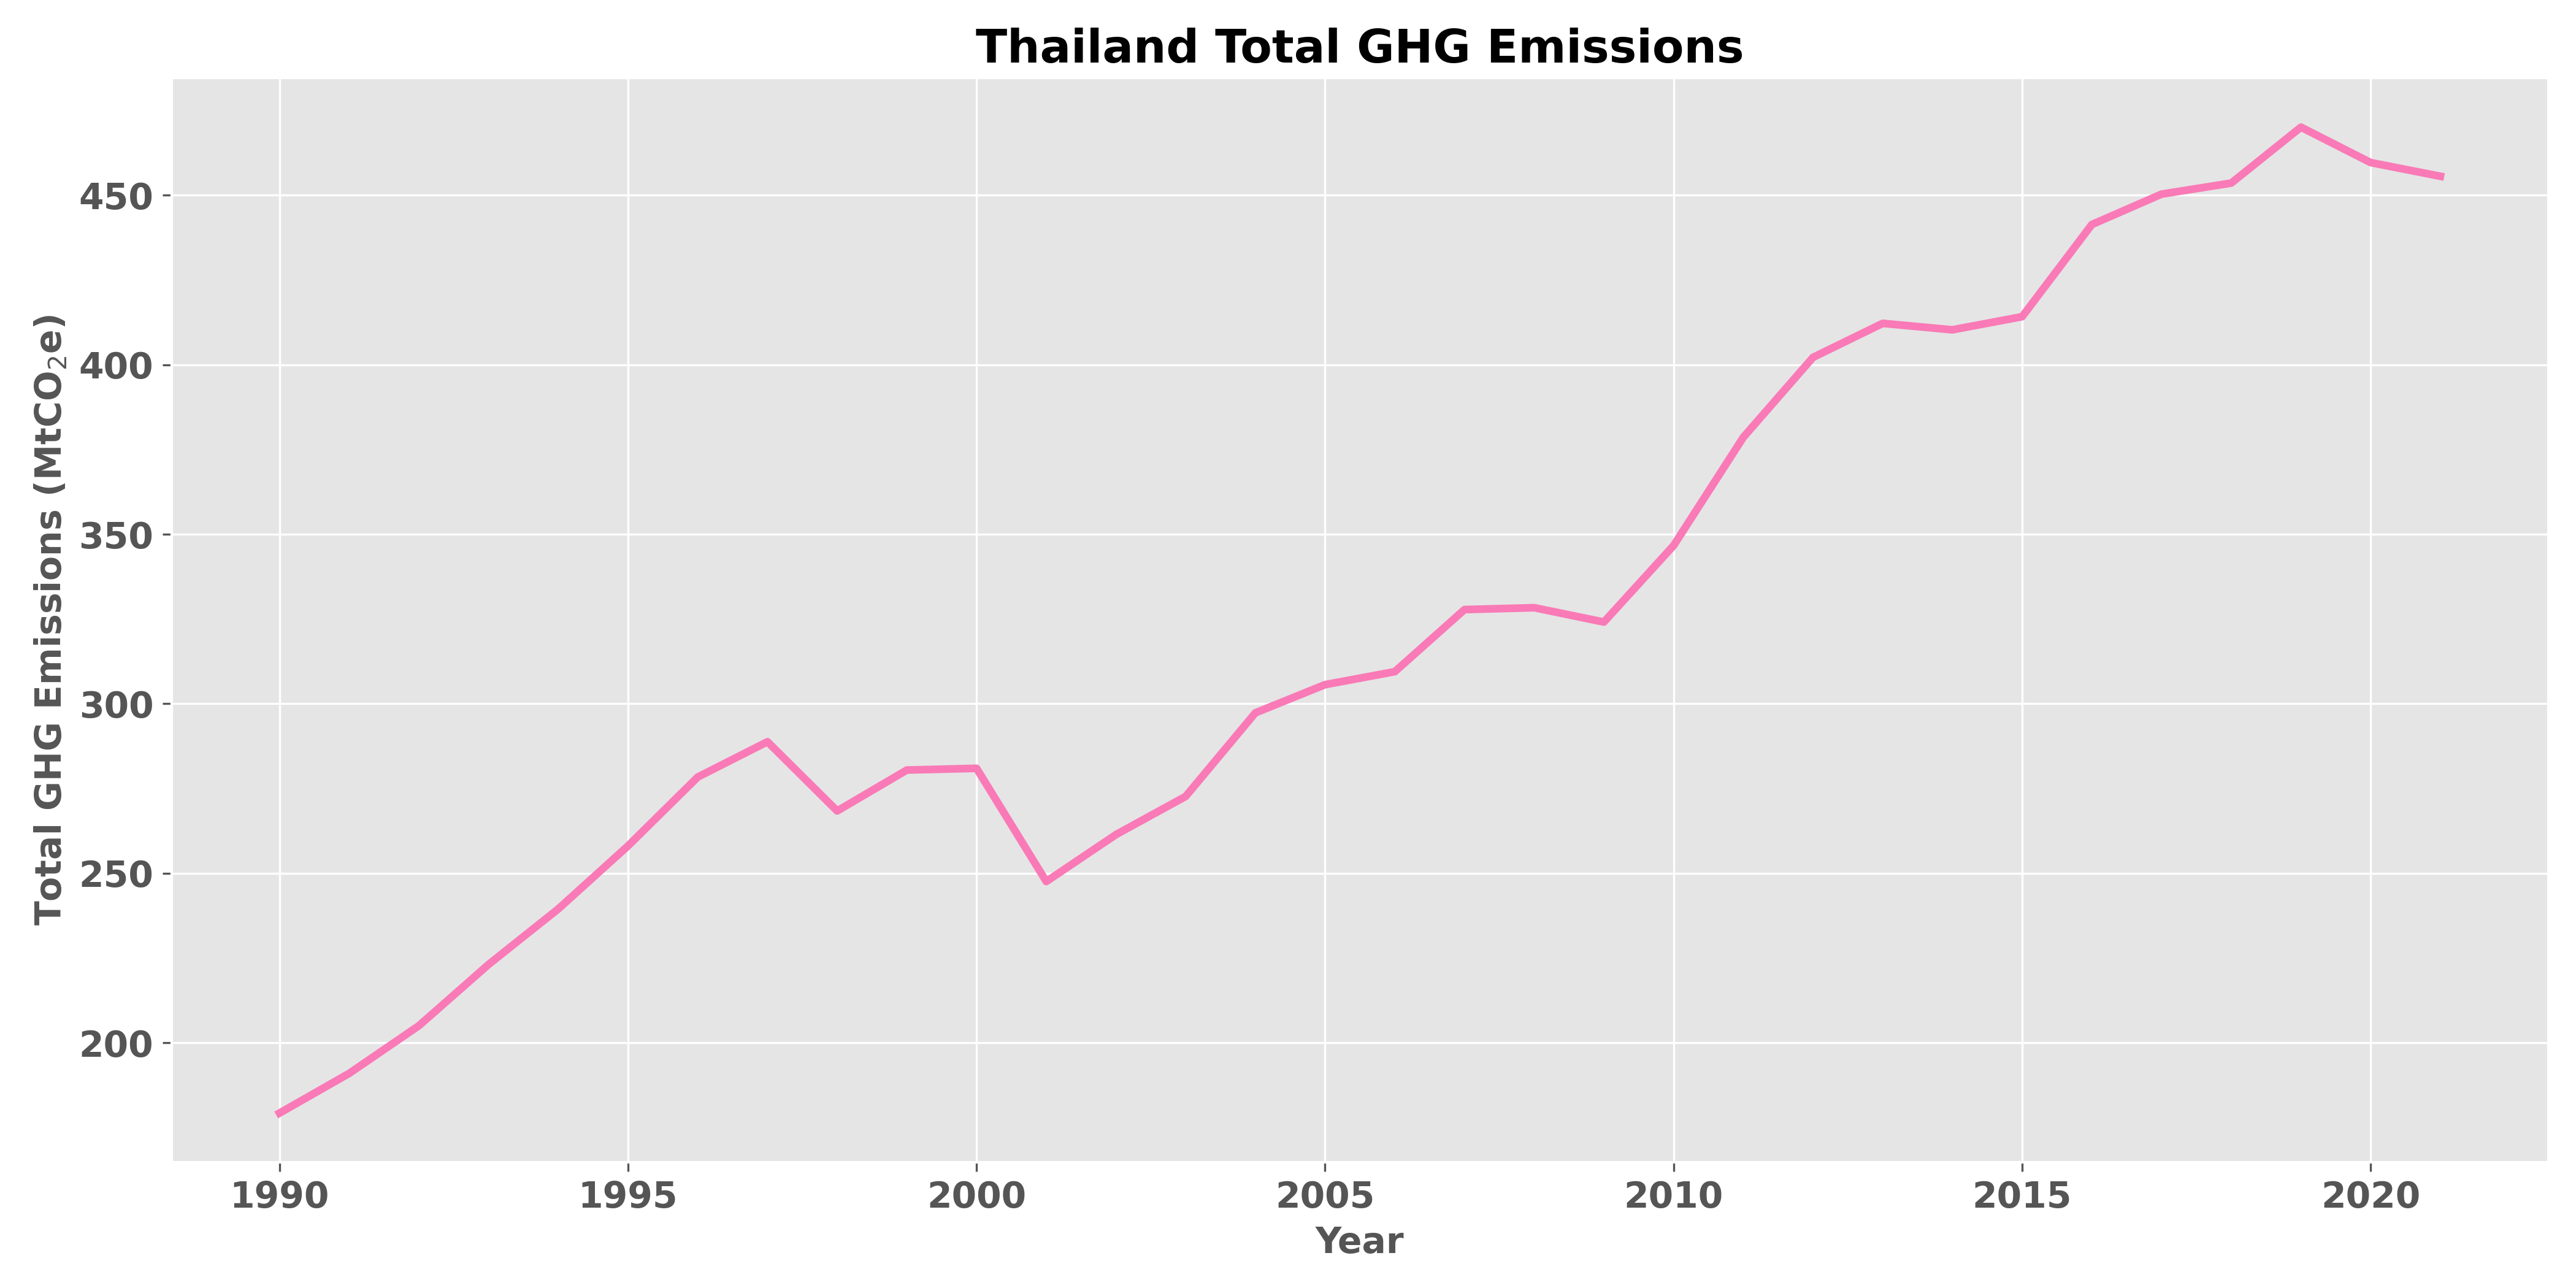 Thailand Total GHG Emissions
Total GHG Emissions (MtCO₂e)
450
400
350
300
250
200
1990 1995 2000 2005 2010 2015 2020
Year